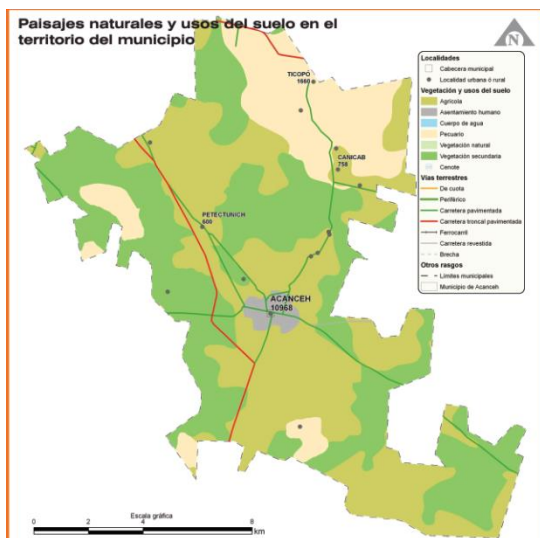 Paisajes naturales y usos del suelo en el
territorio del municipio
N
TICOPÓ
1660
CANICAB
758
PETECTUNICH
600
ACANCEH
10968
Localidades
Cabecera municipal
Localidad urbana ó rural
Vegetación y usos del suelo
Agrícola
Asentamiento humano
Cuerpo de agua
Pecuario
Vegetación natural
Vegetación secundaria
Cenote
Vías terrestres
De cuota
Periférico
Carretera pavimentada
Carretera troncal pavimentada
Ferrocarril
Carretera revestida
Brecha
Otros rasgos
Limites municipales
Municipio de Acanceh
Escala gráfica
0 2 4 8
km